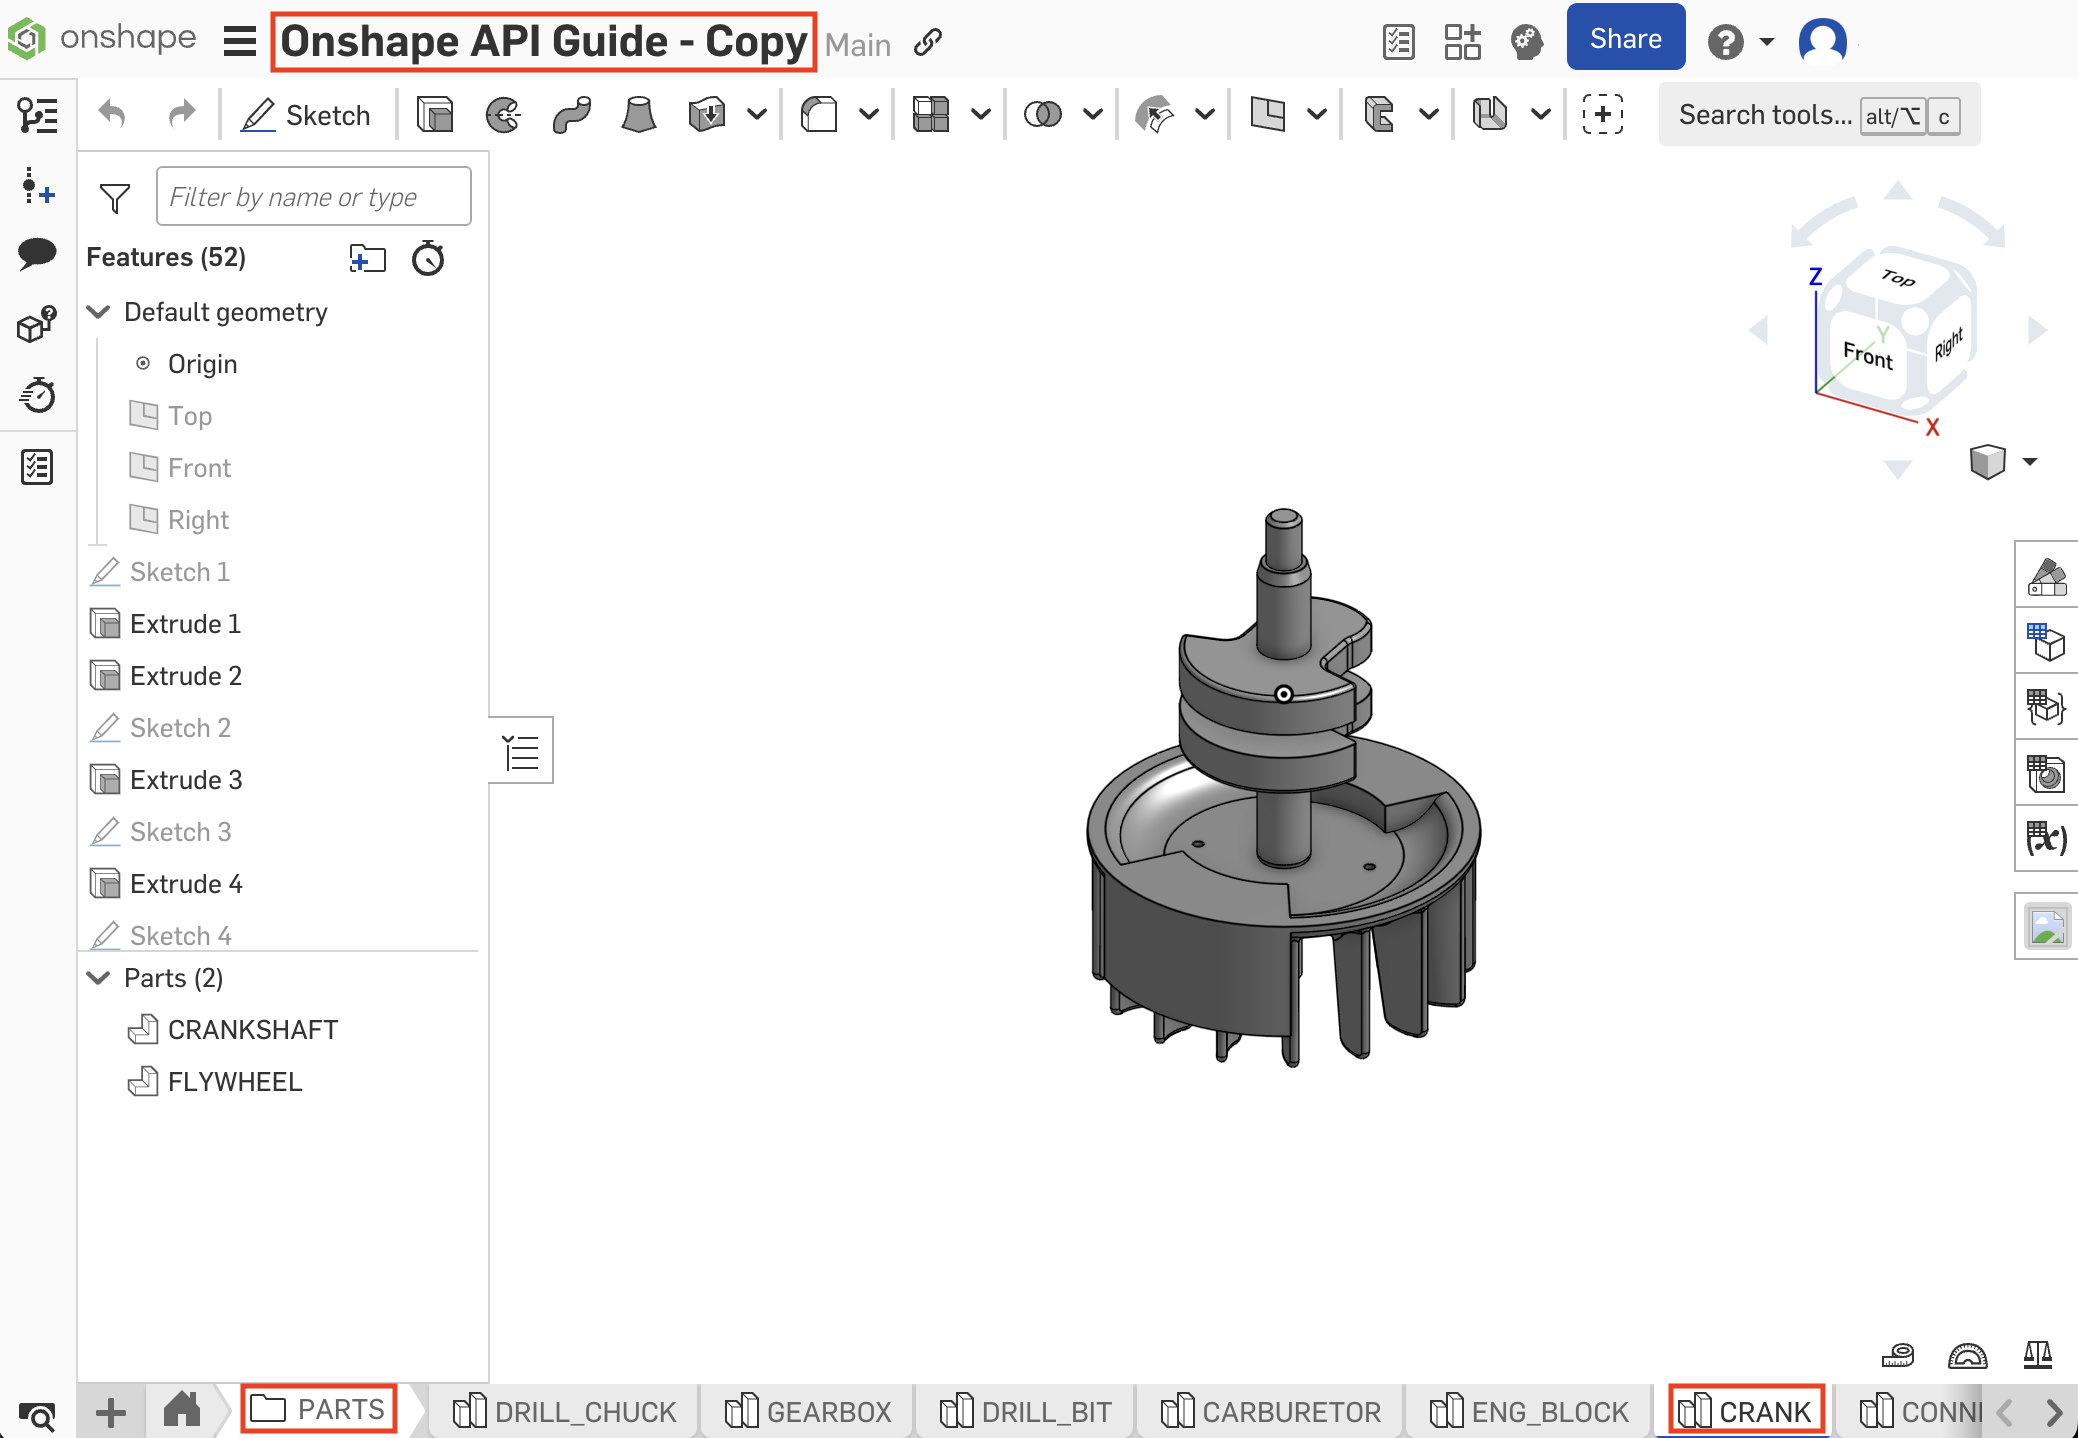 onshape Onshape API Guide - Copy Main Share
Sketch Search tools... alt/⌥ c
Filter by name or type
Features (52)
Default geometry
Origin
Top
Front
Right
Sketch 1
Extrude 1
Extrude 2
Sketch 2
Extrude 3
Sketch 3
Extrude 4
Sketch 4
Parts (2)
CRANKSHAFT
FLYWHEEL
Z
Top
Y
Front
Right
X
(x)
PARTS DRILL_CHUCK GEARBOX DRILL_BIT CARBURETOR ENG_BLOCK CRANK CONN